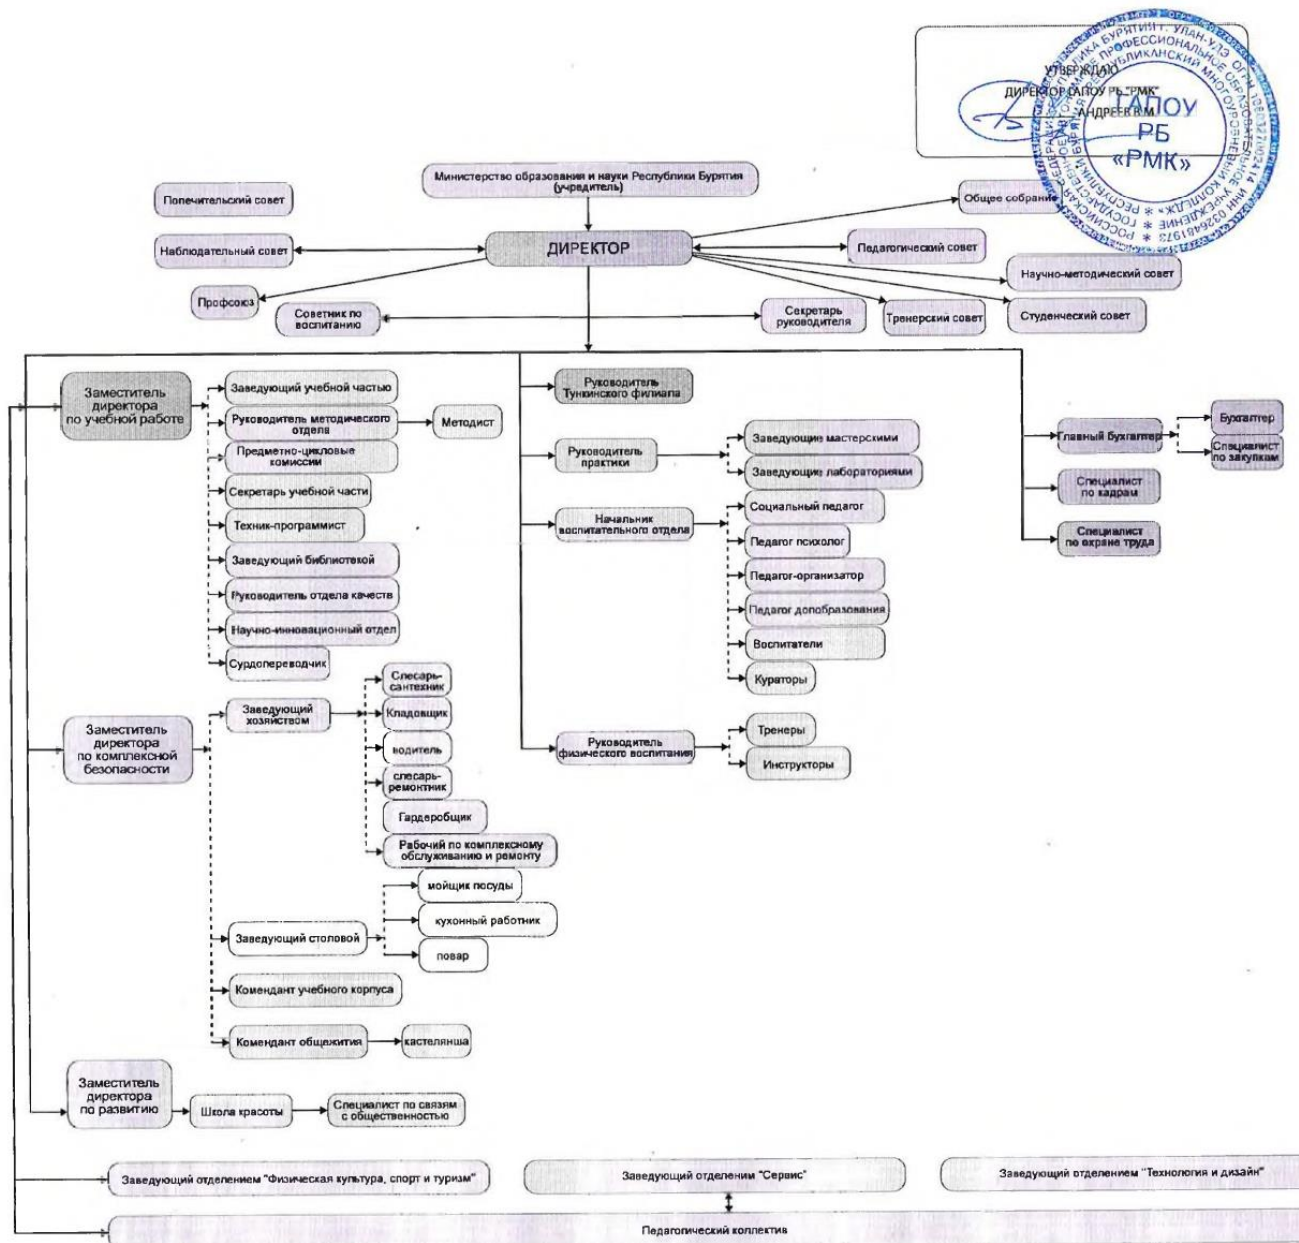 УТВЕРЖДАЮ
ДИРЕКТОР ГАПОУ РБ "РМК"
АНДРЕЕВ В.М.
ГАПОУ
РБ
«РМК»
Министерство образования и науки Республики Бурятия
(учредитель)
Попечительский совет
Общее собрание
Наблюдательный совет
ДИРЕКТОР
Педагогический совет
Научно-методический совет
Профсоюз
Советник по
воспитанию
Секретарь
руководителя
Тренерский совет
Студенческий совет
Заместитель
директора
по учебной работе
Заведующий учебной частью
Руководитель методического
отдела
Методист
Предметно-цикловые
комиссии
Секретарь учебной части
Техник-программист
Заведующий библиотекой
Руководитель отдела качеств
Научно-инновационный отдел
Сурдопереводчик
Руководитель
Тункинского филиала
Руководитель
практики
Заведующие мастерскими
Заведующие лабораториями
Начальник
воспитательного отдела
Социальный педагог
Педагог психолог
Педагог-организатор
Педагог допобразования
Воспитатели
Кураторы
Руководитель
физического воспитания
Тренеры
Инструкторы
Главный бухгалтер
Бухгалтер
Специалист
по закупкам
Специалист
по кадрам
Специалист
по охране труда
Заместитель
директора
по комплексной
безопасности
Заведующий
хозяйством
Слесарь-
сантехник
Кладовщик
водитель
слесарь-
ремонтник
Гардеробщик
Рабочий по комплексному
обслуживанию и ремонту
Заведующий столовой
мойщик посуды
кухонный работник
повар
Комендант учебного корпуса
Комендант общежития
кастелянша
Заместитель
директора
по развитию
Школа красоты
Специалист по связям
с общественностью
Заведующий отделением "Физическая культура, спорт и туризм"
Заведующий отделеним "Сервис"
Заведующий отделением "Технология и дизайн"
Педагогический коллектив